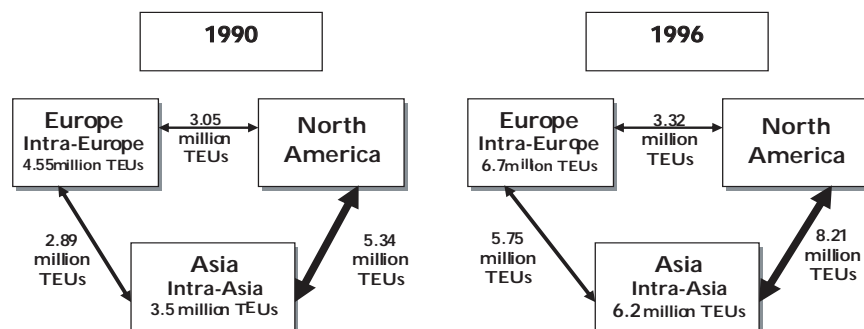 1990
Europe
Intra-Europe
4.55million TEUs
3.05
million
TEUs
North
America
2.89
million
TEUs
5.34
million
TEUs
Asia
Intra-Asia
3.5 million TEUs
1996
Europe
Intra-Europe
6.7million TEUs
3.32
million
TEUs
North
America
5.75
million
TEUs
8.21
million
TEUs
Asia
Intra-Asia
6.2million TEUs